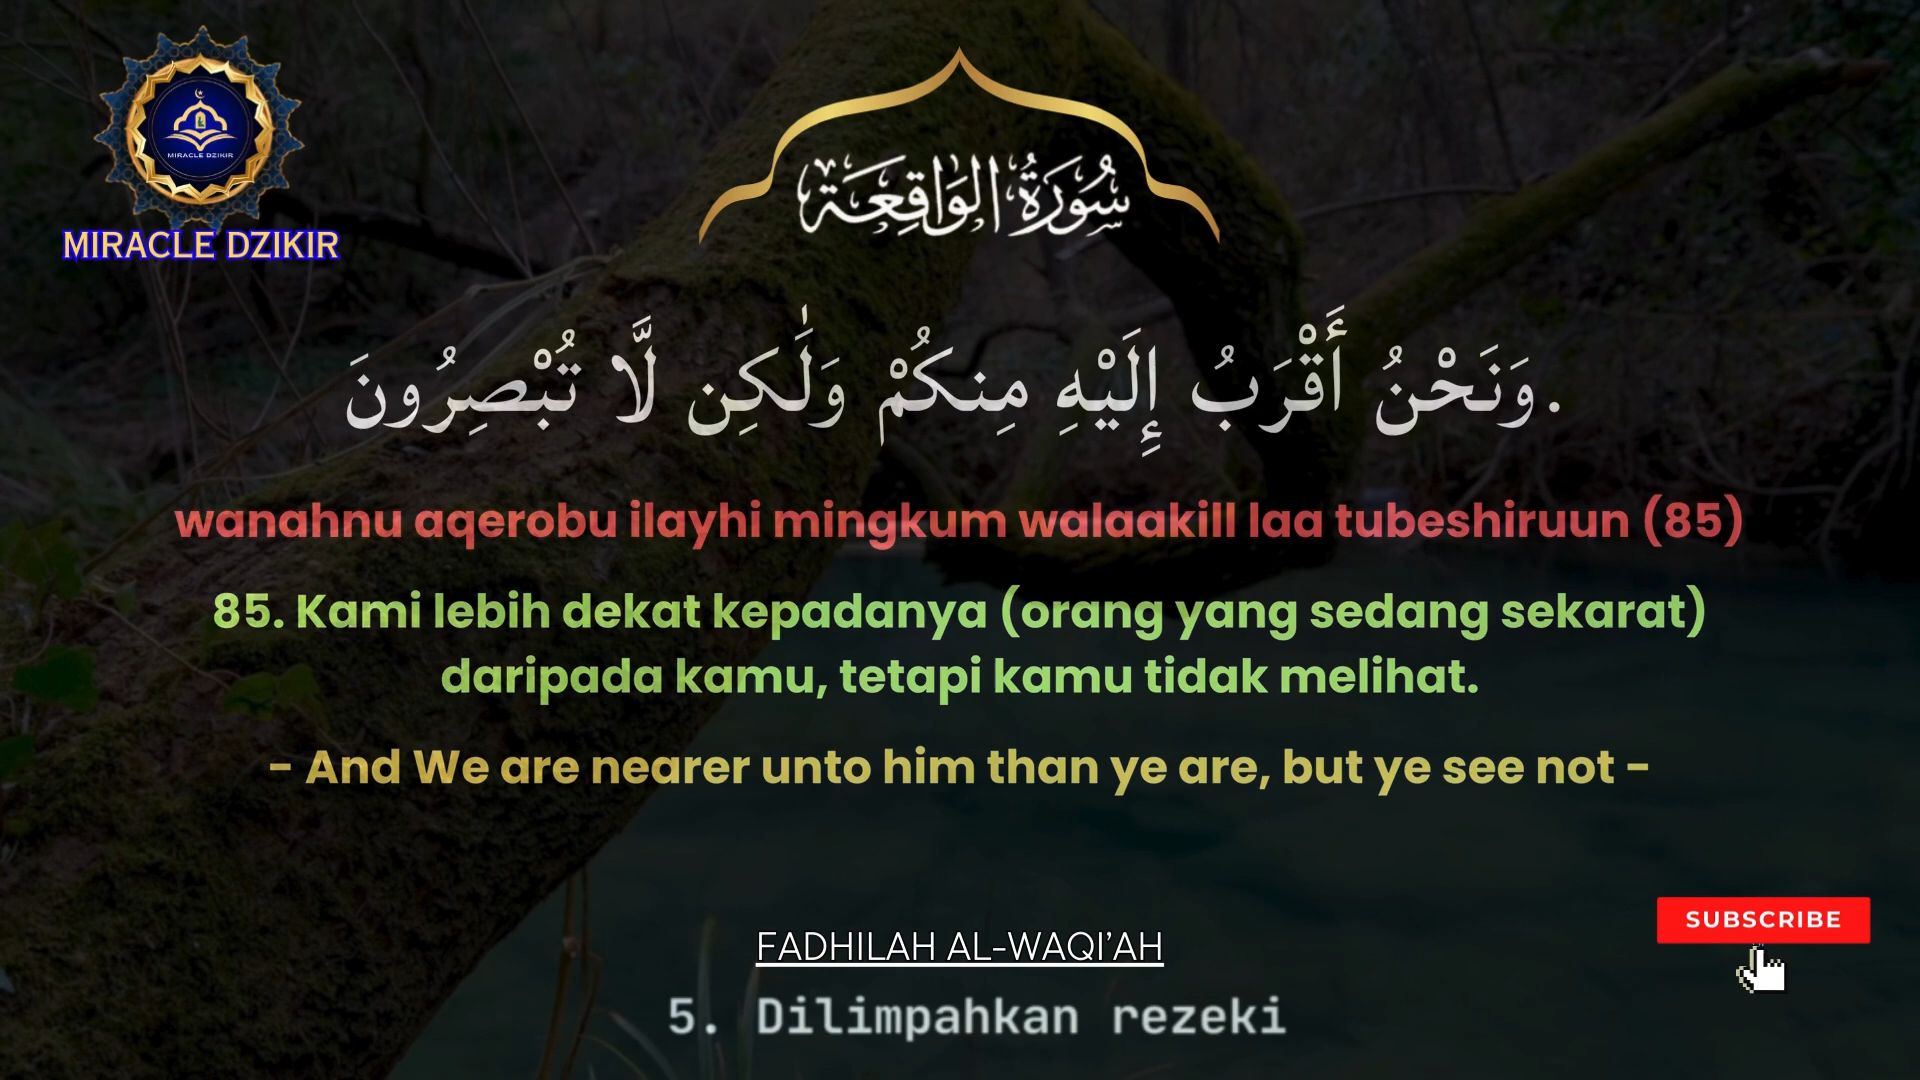 MIRACLE DZIKIR
MIRACLE DZIKIR
سُورَةُ الوَاقِعَة
.وَنَحْنُ أَقْرَبُ إِلَيْهِ مِنكُمْ وَلَٰكِن لَّا تُبْصِرُونَ
wanahnu aqerobu ilayhi mingkum walaakill laa tubeshiruun (85)
85. Kami lebih dekat kepadanya (orang yang sedang sekarat)
daripada kamu, tetapi kamu tidak melihat.
- And We are nearer unto him than ye are, but ye see not -
SUBSCRIBE
FADHILAH AL-WAQI’AH
5. Dilimpahkan rezeki